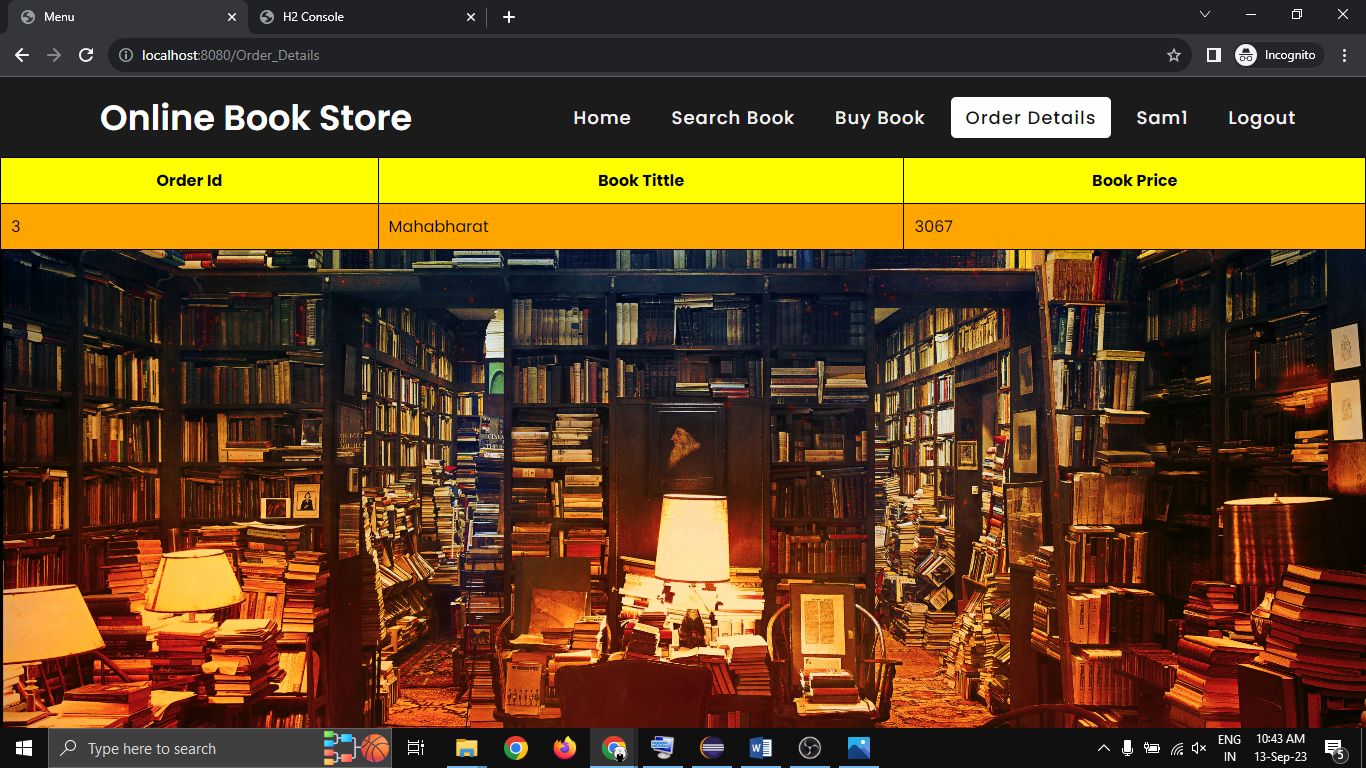 Menu
H2 Console
localhost:8080/Order_Details
Incognito
Online Book Store
Home
Search Book
Buy Book
Order Details
Sam1
Logout
Order Id
Book Tittle
Book Price
3
Mahabharat
3067
Type here to search
ENG
IN
10:43 AM
13-Sep-23
5